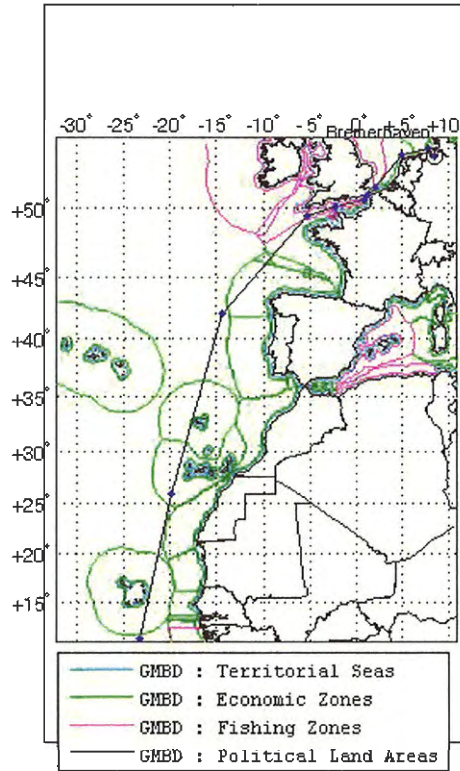 -30° -25° -20° -15° -10° -5° 0° +5° +10
Bremerhaven
+50°
+45°
+40°
+35°
+30°
+25°
+20°
+15°
GMBD : Territorial Seas
GMBD : Economic Zones
GMBD : Fishing Zones
GMBD : Political Land Areas